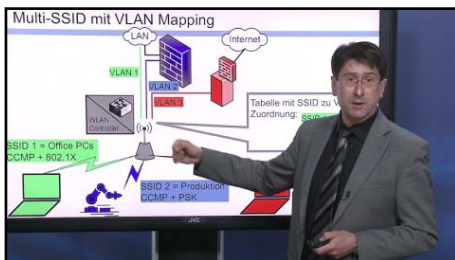 Multi-SSID mit VLAN Mapping
LAN
Internet
VLAN 1
VLAN 2
VLAN 3
WLAN
Controller
Tabelle mit SSID zu
Zuordnung:
SSID 1 = Office PCs
CCMP + 802.1X
SSID 2 = Produktion
CCMP + PSK
JVC